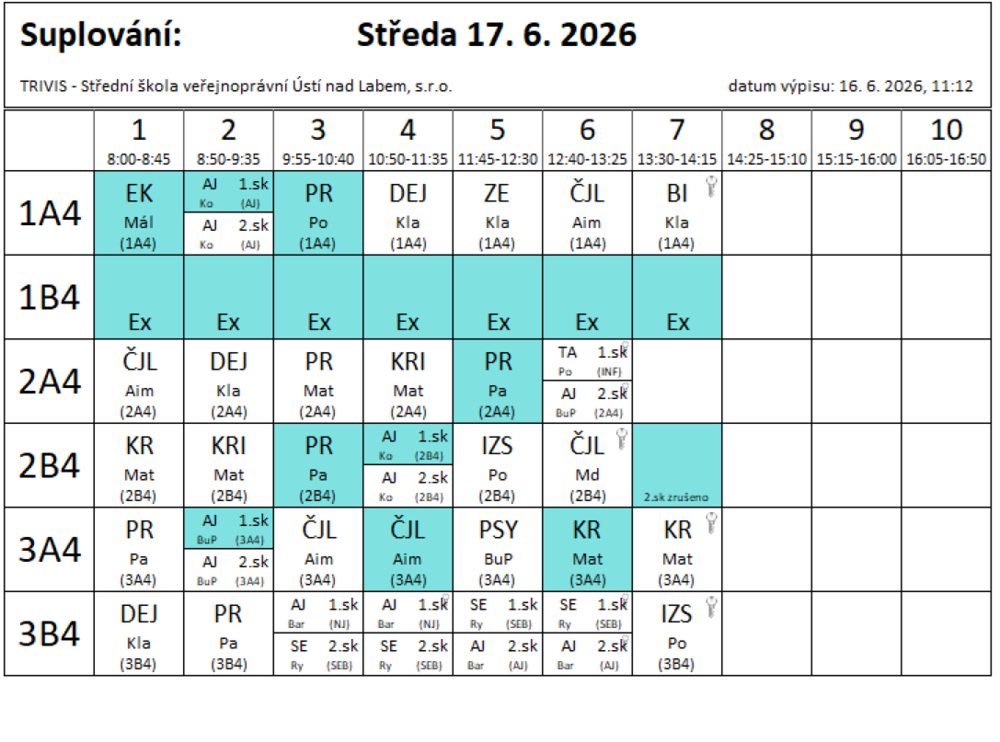 Suplování: Středa 17. 6. 2026
TRIVIS - Střední škola veřejnoprávní Ústí nad Labem, s.r.o. datum výpisu: 16. 6. 2026, 11:12
1 2 3 4 5 6 7 8 9 10
8:00-8:45 8:50-9:35 9:55-10:40 10:50-11:35 11:45-12:30 12:40-13:25 13:30-14:15 14:25-15:10 15:15-16:00 16:05-16:50
1A4
EK
Mál
(1A4)
AJ 1.sk
Ko (AJ)
AJ 2.sk
Ko (AJ)
PR
Po
(1A4)
DEJ
Kla
(1A4)
ZE
Kla
(1A4)
ČJL
Aim
(1A4)
BI
Kla
(1A4)
1B4
Ex Ex Ex Ex Ex Ex Ex
2A4
ČJL
Aim
(2A4)
DEJ
Kla
(2A4)
PR
Mat
(2A4)
KRI
Mat
(2A4)
PR
Pa
(2A4)
TA 1.sk
Po (INF)
AJ 2.sk
BuP (2A4)
2B4
KR
Mat
(2B4)
KRI
Mat
(2B4)
PR
Pa
(2B4)
AJ 1.sk
Ko (2B4)
AJ 2.sk
Ko (2B4)
IZS
Po
(2B4)
ČJL
Md
(2B4)
2.sk zrušeno
3A4
PR
Pa
(3A4)
AJ 1.sk
BuP (3A4)
AJ 2.sk
BuP (3A4)
ČJL
Aim
(3A4)
ČJL
Aim
(3A4)
PSY
BuP
(3A4)
KR
Mat
(3A4)
KR
Mat
(3A4)
3B4
DEJ
Kla
(3B4)
PR
Pa
(3B4)
AJ 1.sk
Bar (NJ)
SE 2.sk
Ry (SEB)
AJ 1.sk
Bar (NJ)
SE 2.sk
Ry (SEB)
SE 1.sk
Ry (SEB)
AJ 2.sk
Bar (AJ)
SE 1.sk
Ry (SEB)
AJ 2.sk
Bar (AJ)
IZS
Po
(3B4)